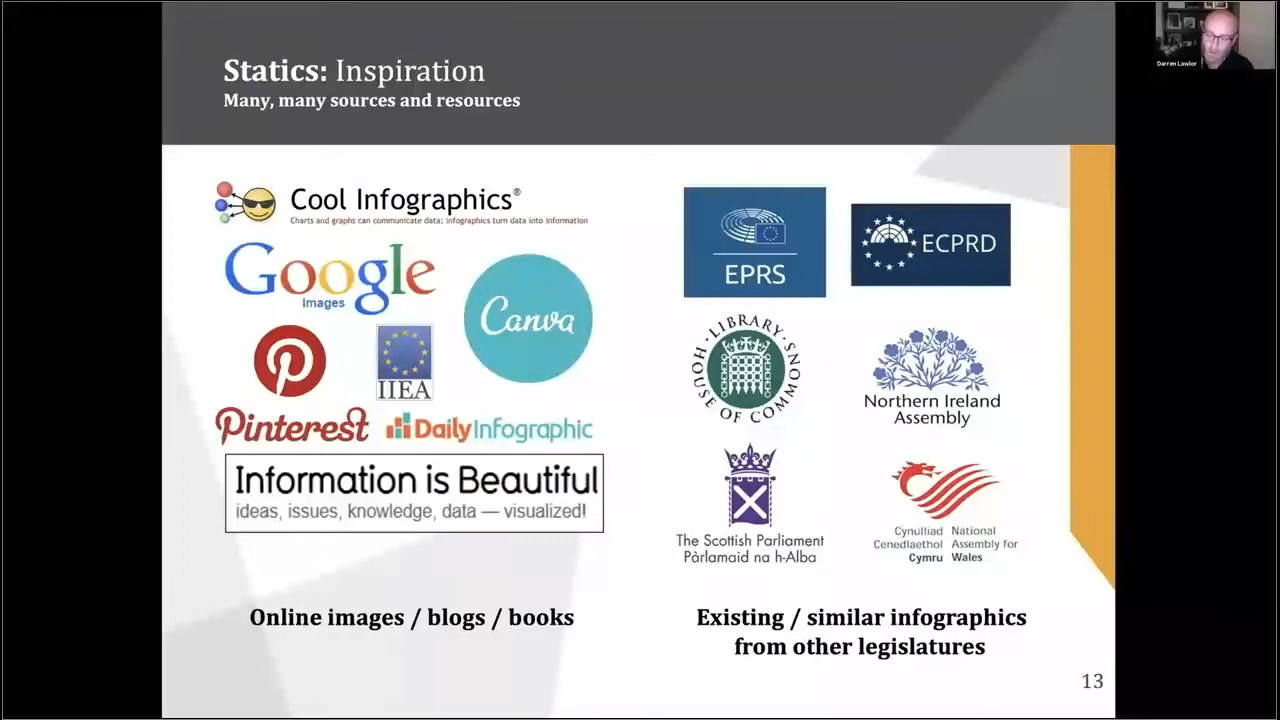 Statics: Inspiration
Many, many sources and resources
Darren Lawlor
Cool Infographics®
Charts and graphs can communicate data; infographics turn data into information
Google
Images
Canva
IIEA
Pinterest
DailyInfographic
Information is Beautiful
ideas, issues, knowledge, data — visualized!
Online images / blogs / books
EPRS
ECPRD
HOUSE OF COMMONS · LIBRARY ·
Northern Ireland
Assembly
The Scottish Parliament
Pàrlamaid na h-Alba
Cynulliad National
Cenedlaethol Assembly for
Cymru Wales
Existing / similar infographics
from other legislatures
13